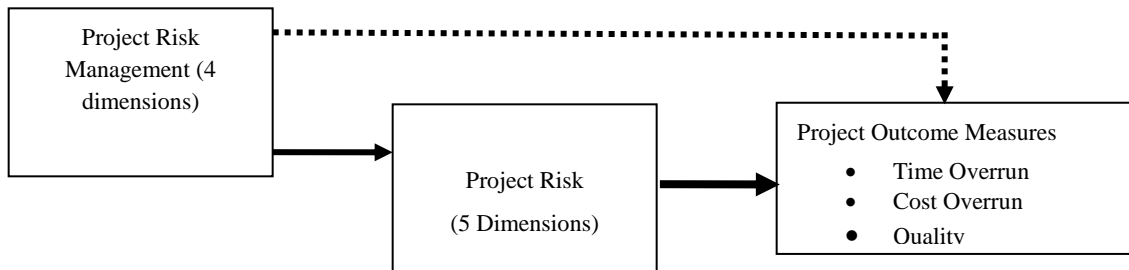 Project Risk
Management (4
dimensions)
Project Risk
(5 Dimensions)
Project Outcome Measures
• Time Overrun
• Cost Overrun
• Quality